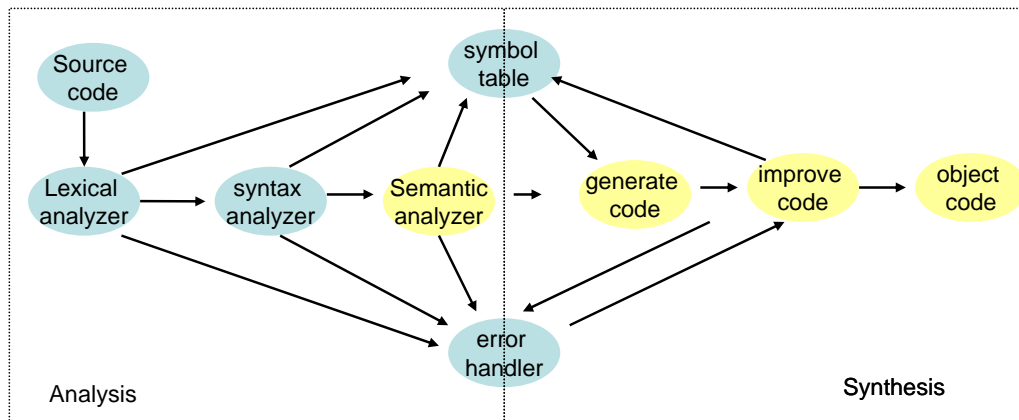 symbol
table
Source
code
Lexical
analyzer
syntax
analyzer
Semantic
analyzer
generate
code
improve
code
object
code
error
handler
Analysis
Synthesis